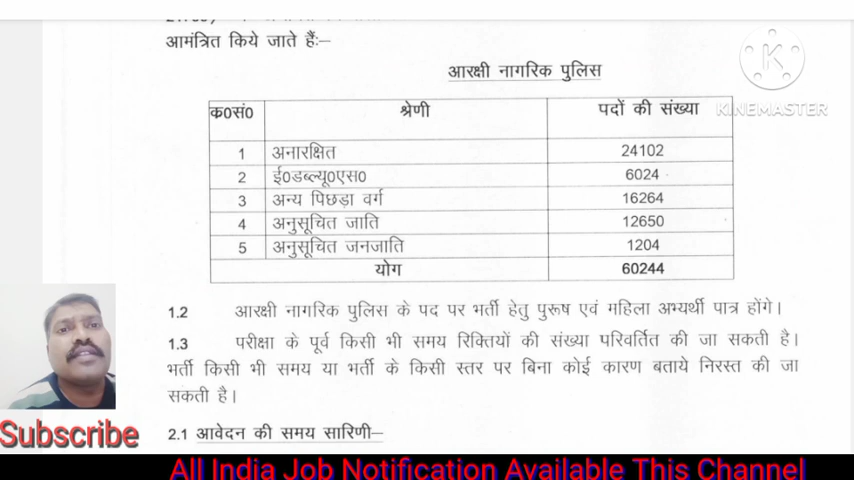 आमंत्रित किये जाते हैंः–
आरक्षी नागरिक पुलिस
क0सं0 श्रेणी पदों की संख्या
1 अनारक्षित 24102
2 ई0डब्ल्यू0एस0 6024
3 अन्य पिछड़ा वर्ग 16264
4 अनुसूचित जाति 12650
5 अनुसूचित जनजाति 1204
योग 60244
KINEMASTER
1.2 आरक्षी नागरिक पुलिस के पद पर भर्ती हेतु पुरूष एवं महिला अभ्यर्थी पात्र होंगे।
1.3 परीक्षा के पूर्व किसी भी समय रिक्तियों की संख्या परिवर्तित की जा सकती है।
भर्ती किसी भी समय या भर्ती के किसी स्तर पर बिना कोई कारण बताये निरस्त की जा
सकती है।
2.1 आवेदन की समय सारिणी–
Subscribe
All India Job Notification Available This Channel